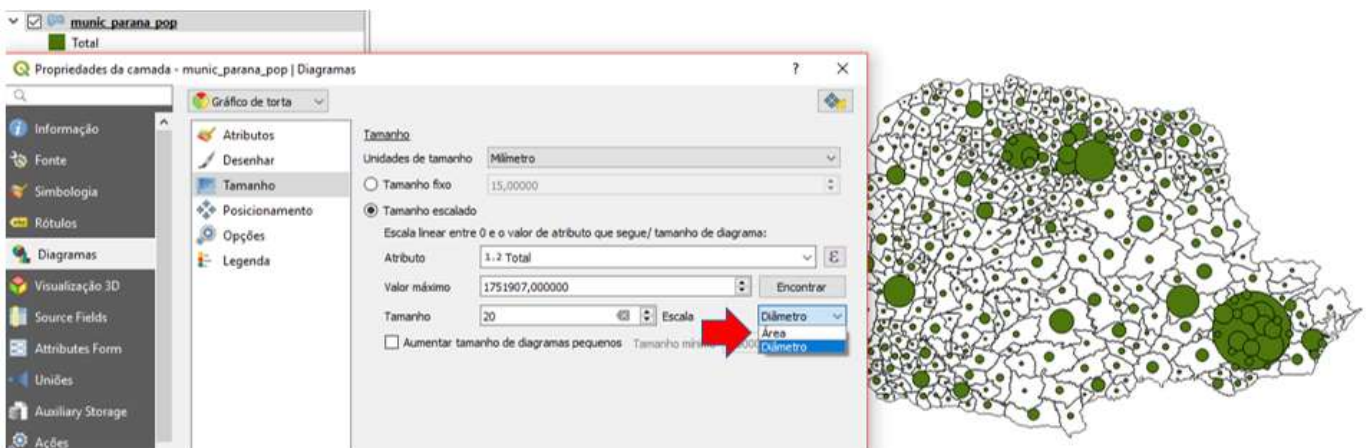 munic_parana_pop
Total
Propriedades da camada - munic_parana_pop | Diagramas
? ×
Gráfico de torta
Informação
Fonte
Simbologia
abc Rótulos
Diagramas
Visualização 3D
Source Fields
Attributes Form
Uniões
Auxiliary Storage
Ações
Atributos
Desenhar
Tamanho
Posicionamento
Opções
Legenda
Tamanho
Unidades de tamanho Milímetro
Tamanho fixo 15,00000
Tamanho escalado
Escala linear entre 0 e o valor de atributo que segue/ tamanho de diagrama:
Atributo 1.2 Total ε
Valor máximo 1751907,000000 Encontrar
Tamanho 20 Escala Diâmetro
Área
Diâmetro
Aumentar tamanho de diagramas pequenos Tamanho